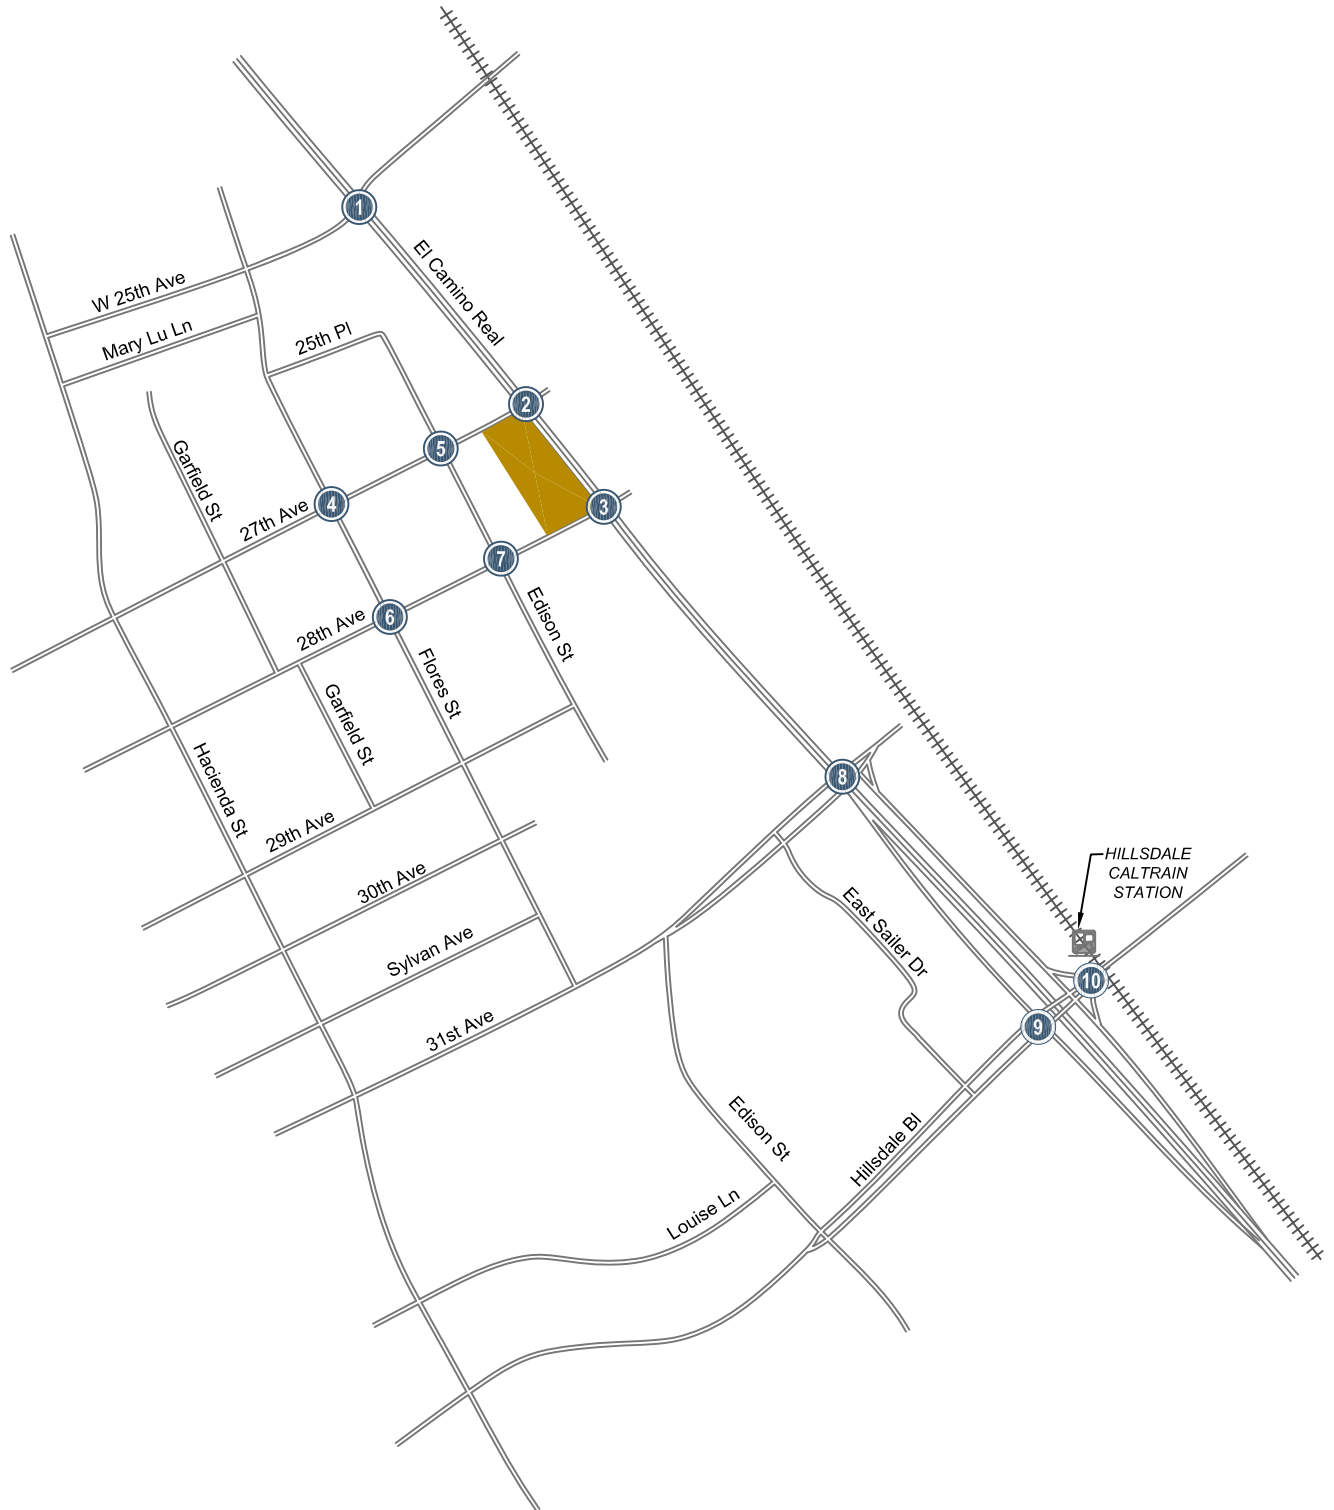 1
El Camino Real
W 25th Ave
Mary Lu Ln
25th Pl
2
5
Garfield St
4
27th Ave
3
7
6
28th Ave
Edison St
Flores St
Garfield St
Hacienda St
8
29th Ave
30th Ave
HILLSDALE
CALTRAIN
STATION
East Sailer Dr
Sylvan Ave
10
9
31st Ave
Edison St
Hillsdale Bl
Louise Ln